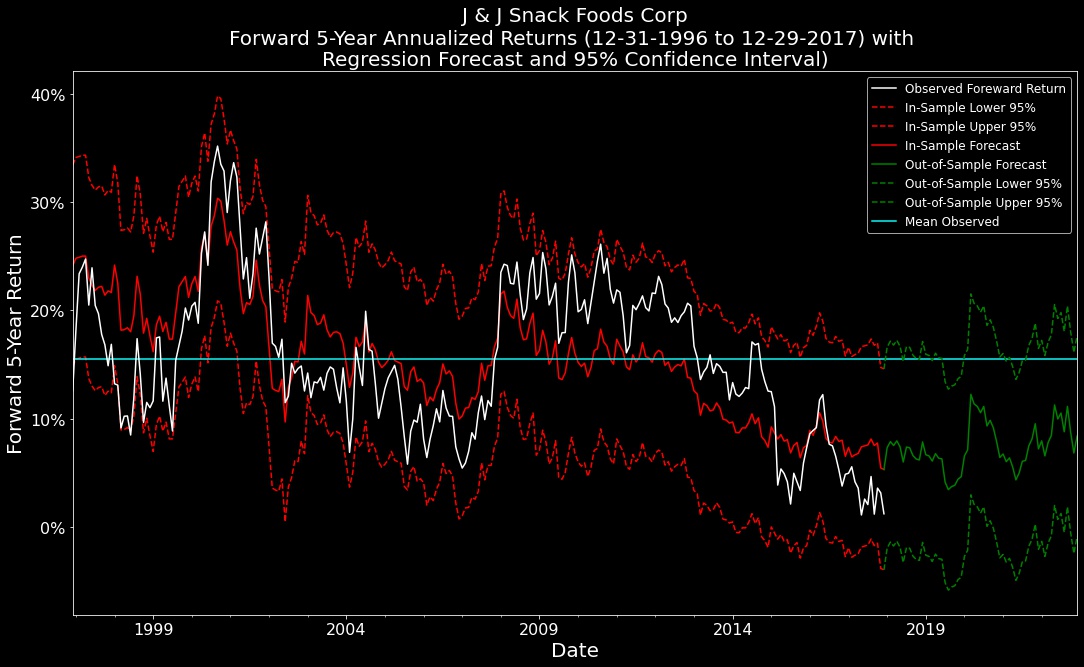 J & J Snack Foods Corp
Forward 5-Year Annualized Returns (12-31-1996 to 12-29-2017) with
Regression Forecast and 95% Confidence Interval)
Observed Foreward Return
In-Sample Lower 95%
In-Sample Upper 95%
In-Sample Forecast
Out-of-Sample Forecast
Out-of-Sample Lower 95%
Out-of-Sample Upper 95%
Mean Observed
Forward 5-Year Return
40%
30%
20%
10%
0%
1999 2004 2009 2014 2019
Date